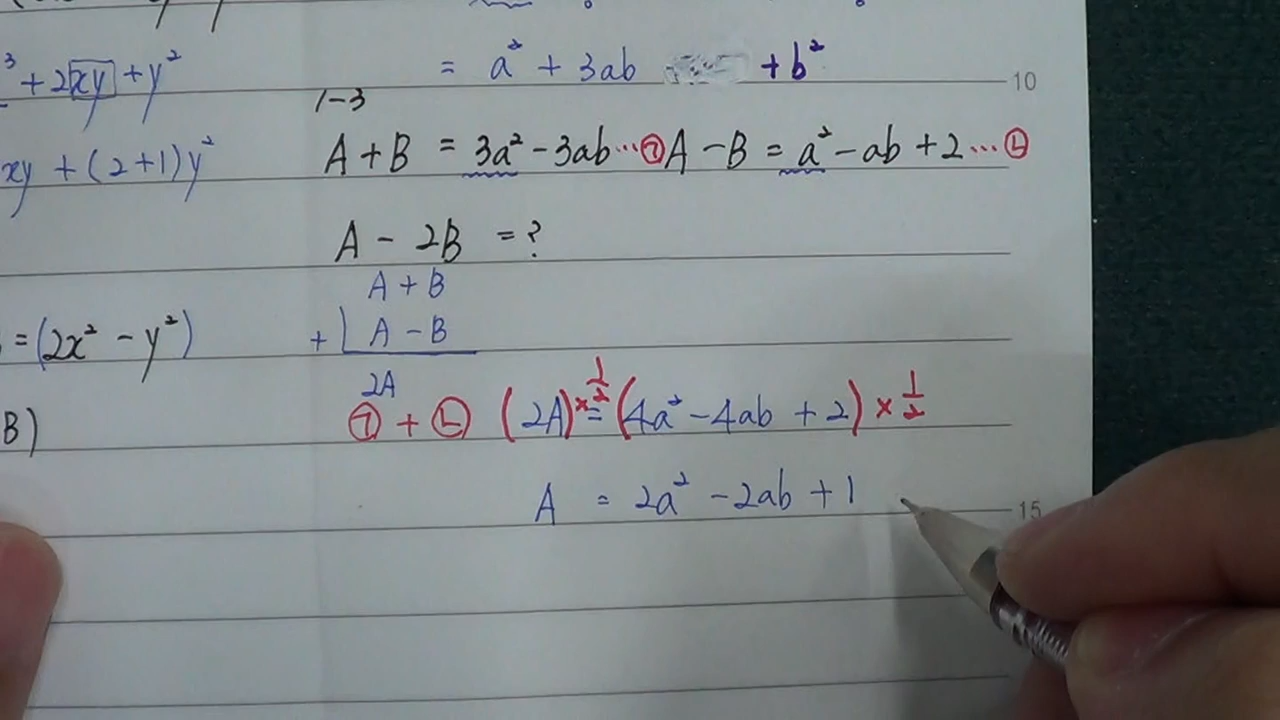 ³ + 2xy + y²
= a² + 3ab + b²
10
1-3
xy + (2+1)y²
A + B = 3a² - 3ab ··· ㉠ A - B = a² - ab + 2 ··· ㉡
A - 2B = ?
A + B
= (2x² - y²)
+ A - B
2A
B)
㉠ + ㉡ (2A) × 1/2 = (4a² - 4ab + 2) × 1/2
A = 2a² - 2ab + 1
15